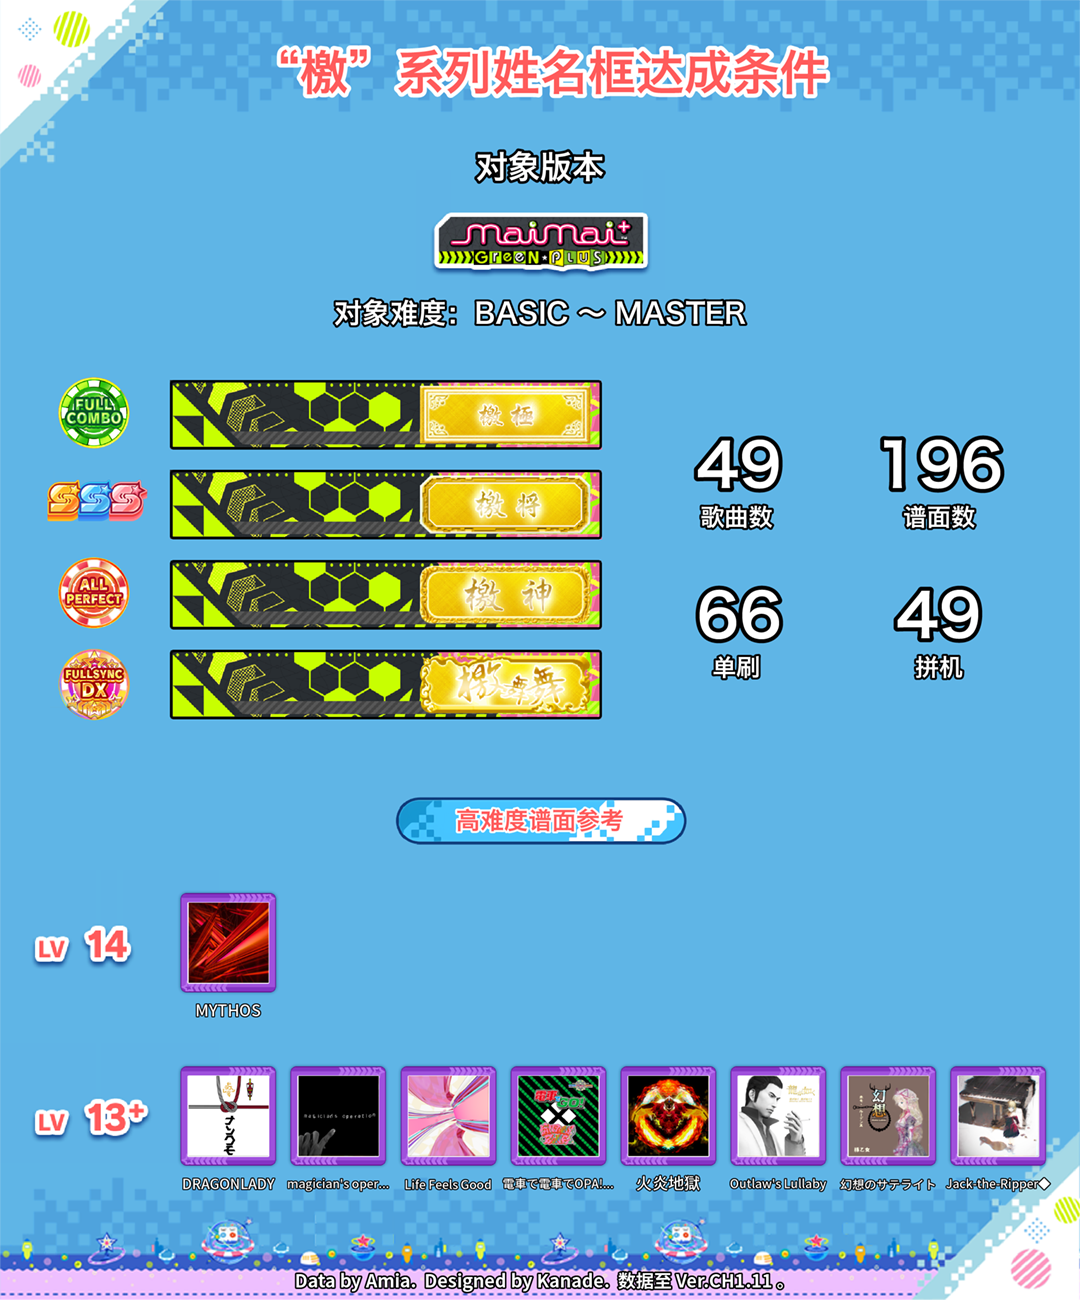 “檄”系列姓名框达成条件
对象版本
maimai+
GreeN★PLUS
对象难度：BASIC ～ MASTER
FULL
COMBO
檄極
SSS
檄将
ALL
PERFECT
檄神
FULLSYNC
DX
檄舞舞
49
歌曲数
196
谱面数
66
单刷
49
拼机
高难度谱面参考
LV 14
MYTHOS
LV 13+
DRAGONLADY
magician's operation
magician's oper...
Life Feels Good
電車で電車でOPA!...
火炎地獄
Outlaw's Lullaby
幻想
幻想のサテライト
Jack-the-Ripper◆
Data by Amia. Designed by Kanade. 数据至 Ver.CH1.11 。